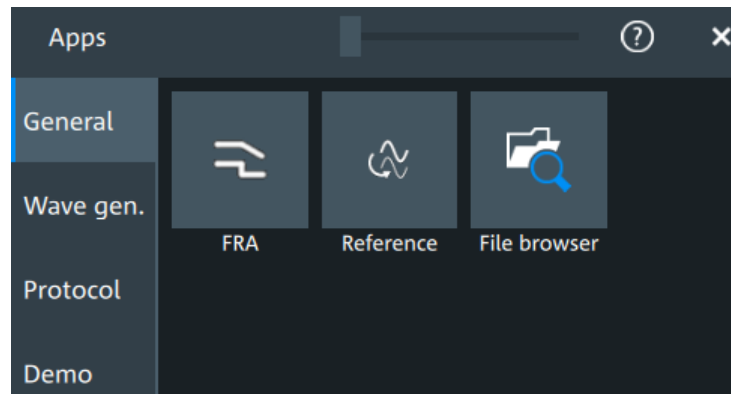 Apps
?
General
Wave gen.
Protocol
Demo
FRA
Reference
File browser